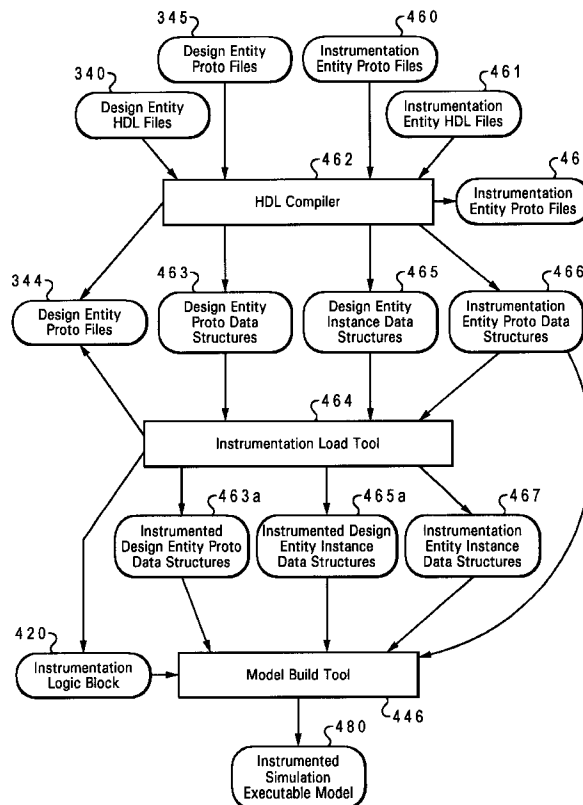 345
Design Entity
Proto Files
460
Instrumentation
Entity Proto Files
340
Design Entity
HDL Files
461
Instrumentation
Entity HDL Files
462
HDL Compiler
46
Instrumentation
Entity Proto Files
344
Design Entity
Proto Files
463
Design Entity
Proto Data
Structures
465
Design Entity
Instance Data
Structures
466
Instrumentation
Entity Proto Data
Structures
464
Instrumentation Load Tool
463a
Instrumented
Design Entity Proto
Data Structures
465a
Instrumented Design
Entity Instance
Data Structures
467
Instrumentation
Entity Instance
Data Structures
420
Instrumentation
Logic Block
Model Build Tool
446
480
Instrumented
Simulation
Executable Model